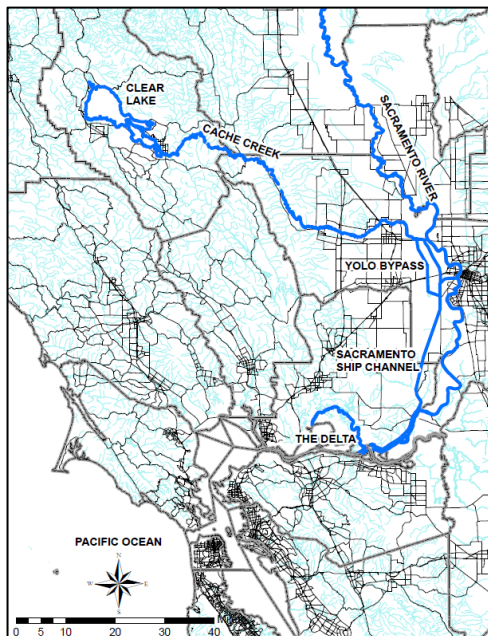 CLEAR
LAKE
CACHE CREEK
SACRAMENTO RIVER
YOLO BYPASS
SACRAMENTO
SHIP CHANNEL
THE DELTA
PACIFIC OCEAN
N
W E
S
0 5 10 20 30 40